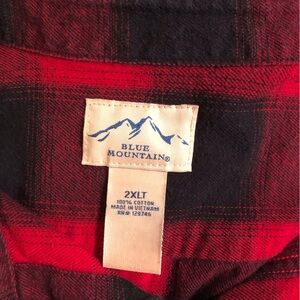 BLUE
MOUNTAIN®
2XLT
100% COTTON
MADE IN VIETNAM
RN# 128746